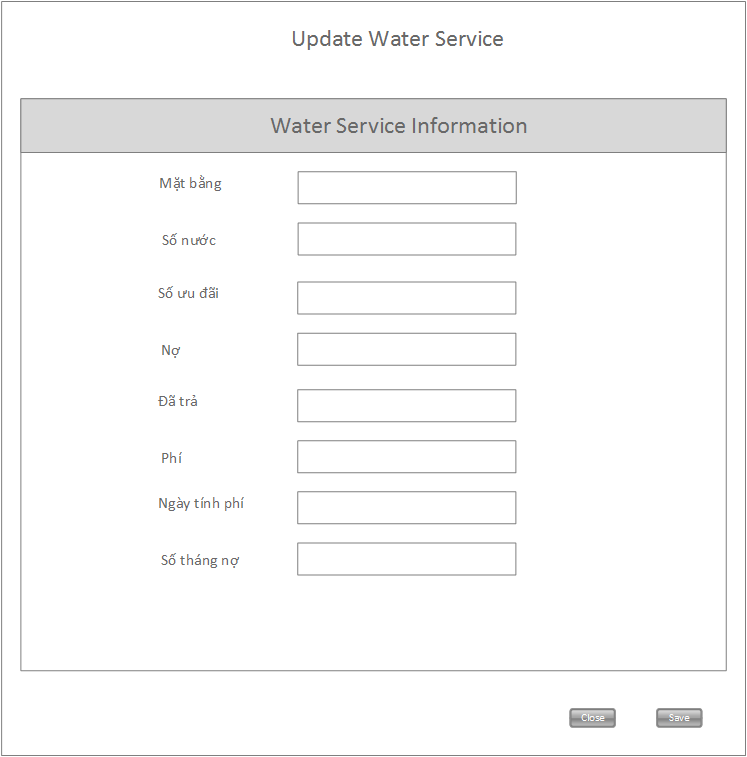 Update Water Service
Water Service Information
Mặt bằng
Số nước
Số ưu đãi
Nợ
Đã trả
Phí
Ngày tính phí
Số tháng nợ
Close Save